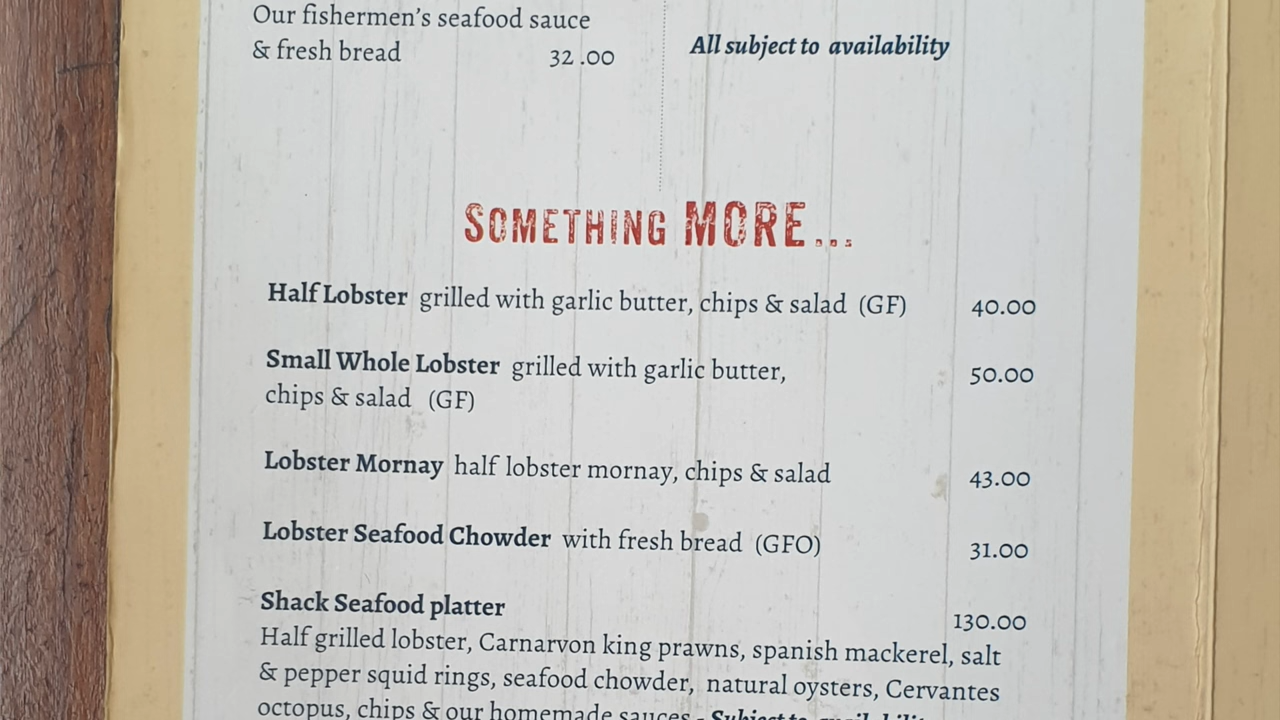 Our fishermen's seafood sauce
& fresh bread 32.00
All subject to availability
SOMETHING MORE...
Half Lobster grilled with garlic butter, chips & salad (GF) 40.00
Small Whole Lobster grilled with garlic butter, 50.00
chips & salad (GF)
Lobster Mornay half lobster mornay, chips & salad 43.00
Lobster Seafood Chowder with fresh bread (GFO) 31.00
Shack Seafood platter 130.00
Half grilled lobster, Carnarvon king prawns, spanish mackerel, salt
& pepper squid rings, seafood chowder, natural oysters, Cervantes
octopus, chips & our homemade sauces - Subject to